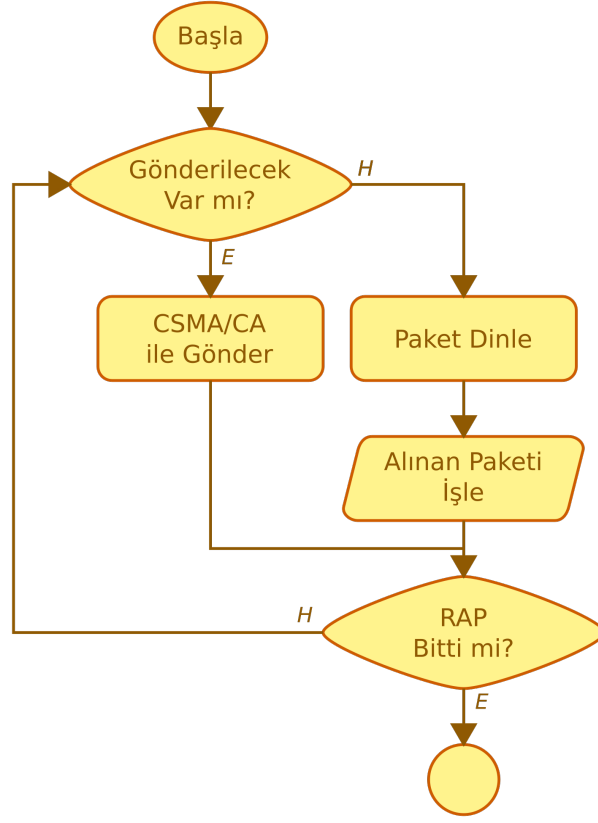 Başla
Gönderilecek
Var mı?
H
E
CSMA/CA
ile Gönder
Paket Dinle
Alınan Paketi
İşle
H
RAP
Bitti mi?
E